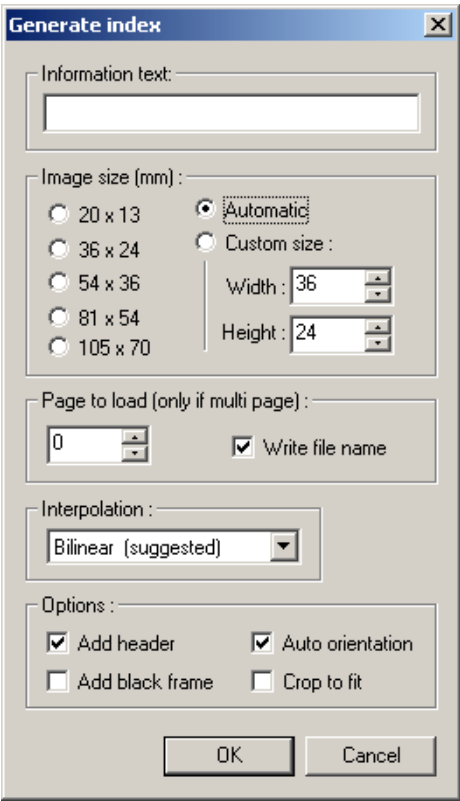 Generate index
Information text:
Image size (mm) :
20 x 13
Automatic
36 x 24
Custom size :
54 x 36
Width : 36
81 x 54
Height : 24
105 x 70
Page to load (only if multi page) :
0
Write file name
Interpolation :
Bilinear (suggested)
Options :
Add header
Auto orientation
Add black frame
Crop to fit
OK
Cancel